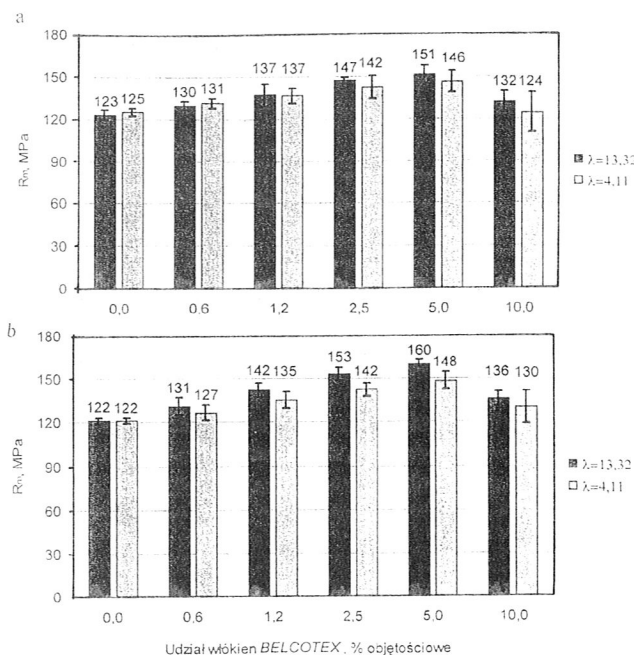 a
180
150
120
90
60
30
0
Rm, MPa
123 125 130 131 137 137 147 142 151 146 132 124
λ=13,32
λ=4,11
0,0 0,6 1,2 2,5 5,0 10,0
b
180
150
120
90
60
30
0
Rm, MPa
122 122 131 127 142 135 153 142 160 148 136 130
λ=13,32
λ=4,11
0,0 0,6 1,2 2,5 5,0 10,0
Udział włókien BELCOTEX, % objętościowe